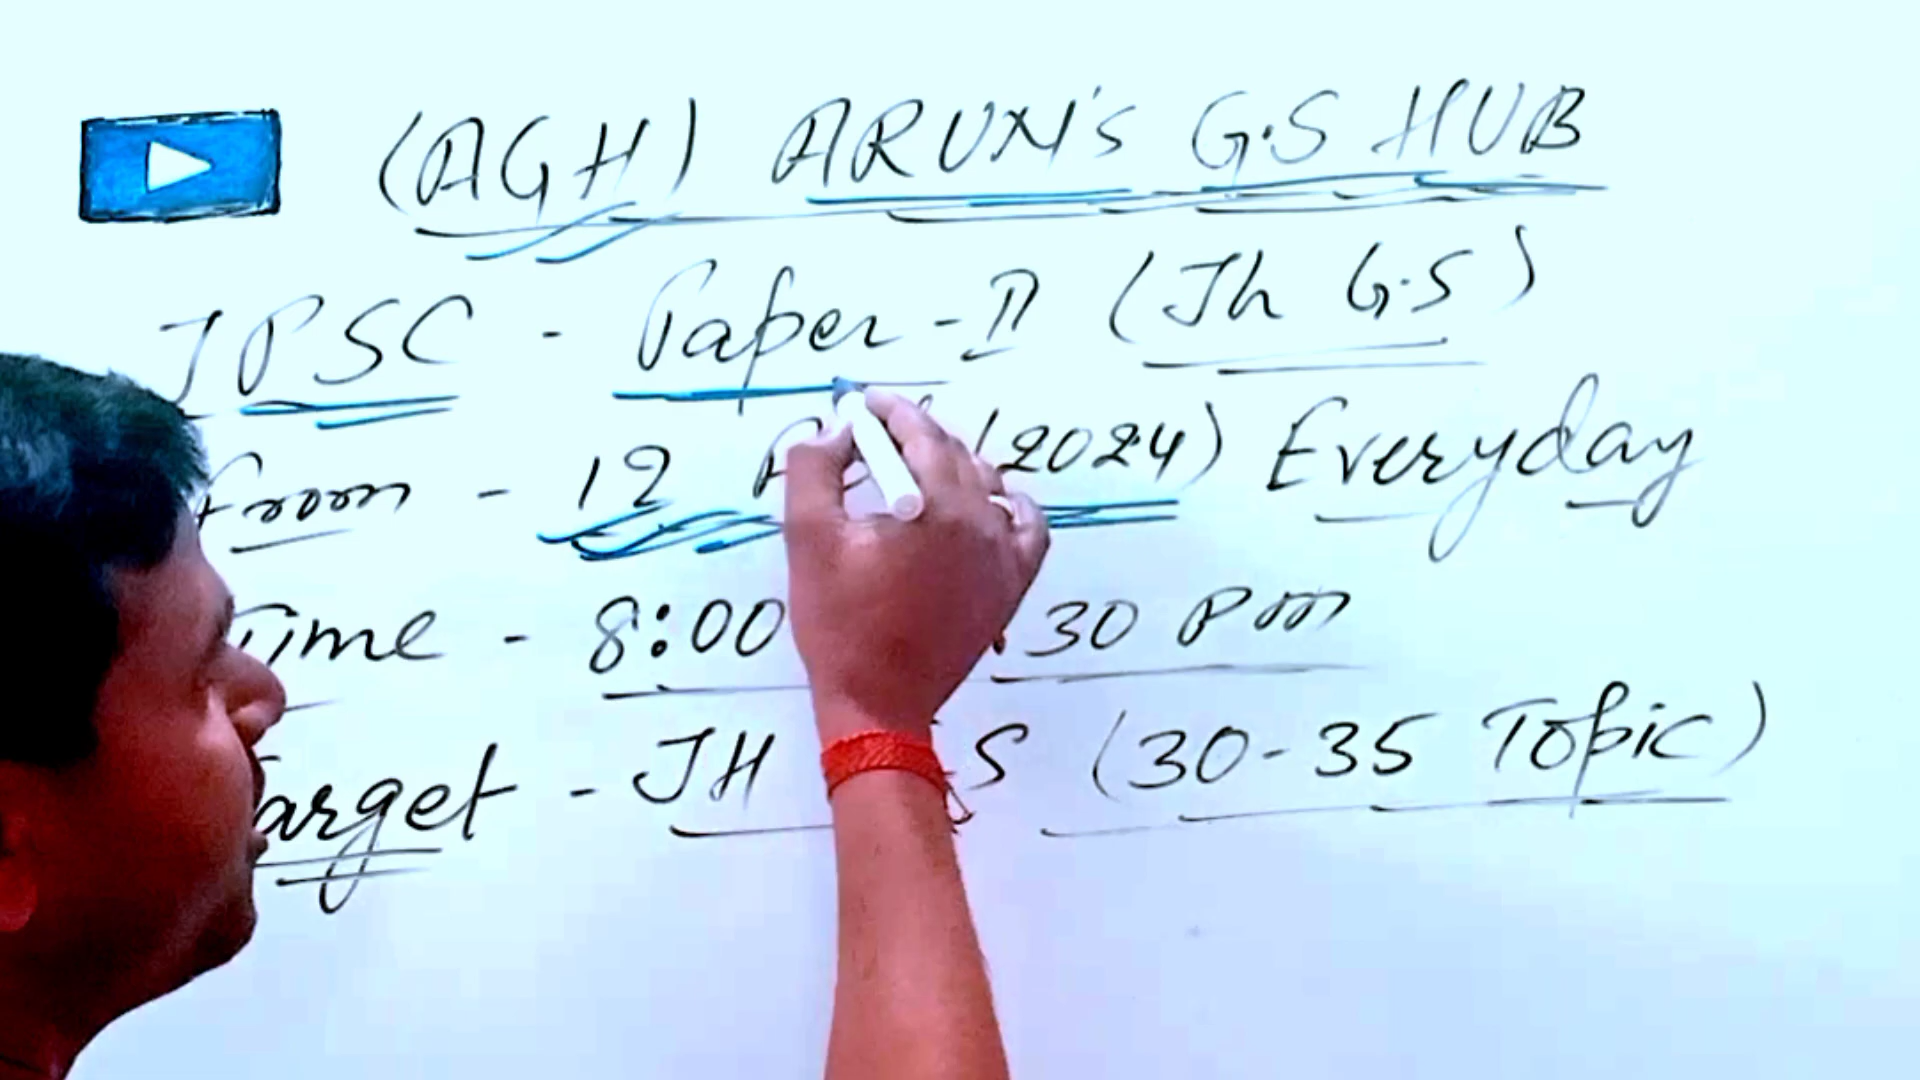 (AGH) ARUN's G.S HUB
JPSC - Paper-II (Jh G.S)
From - 12 (2024) Everyday
Time - 8:00 30 Pm
Target - JH S (30-35 Topic)